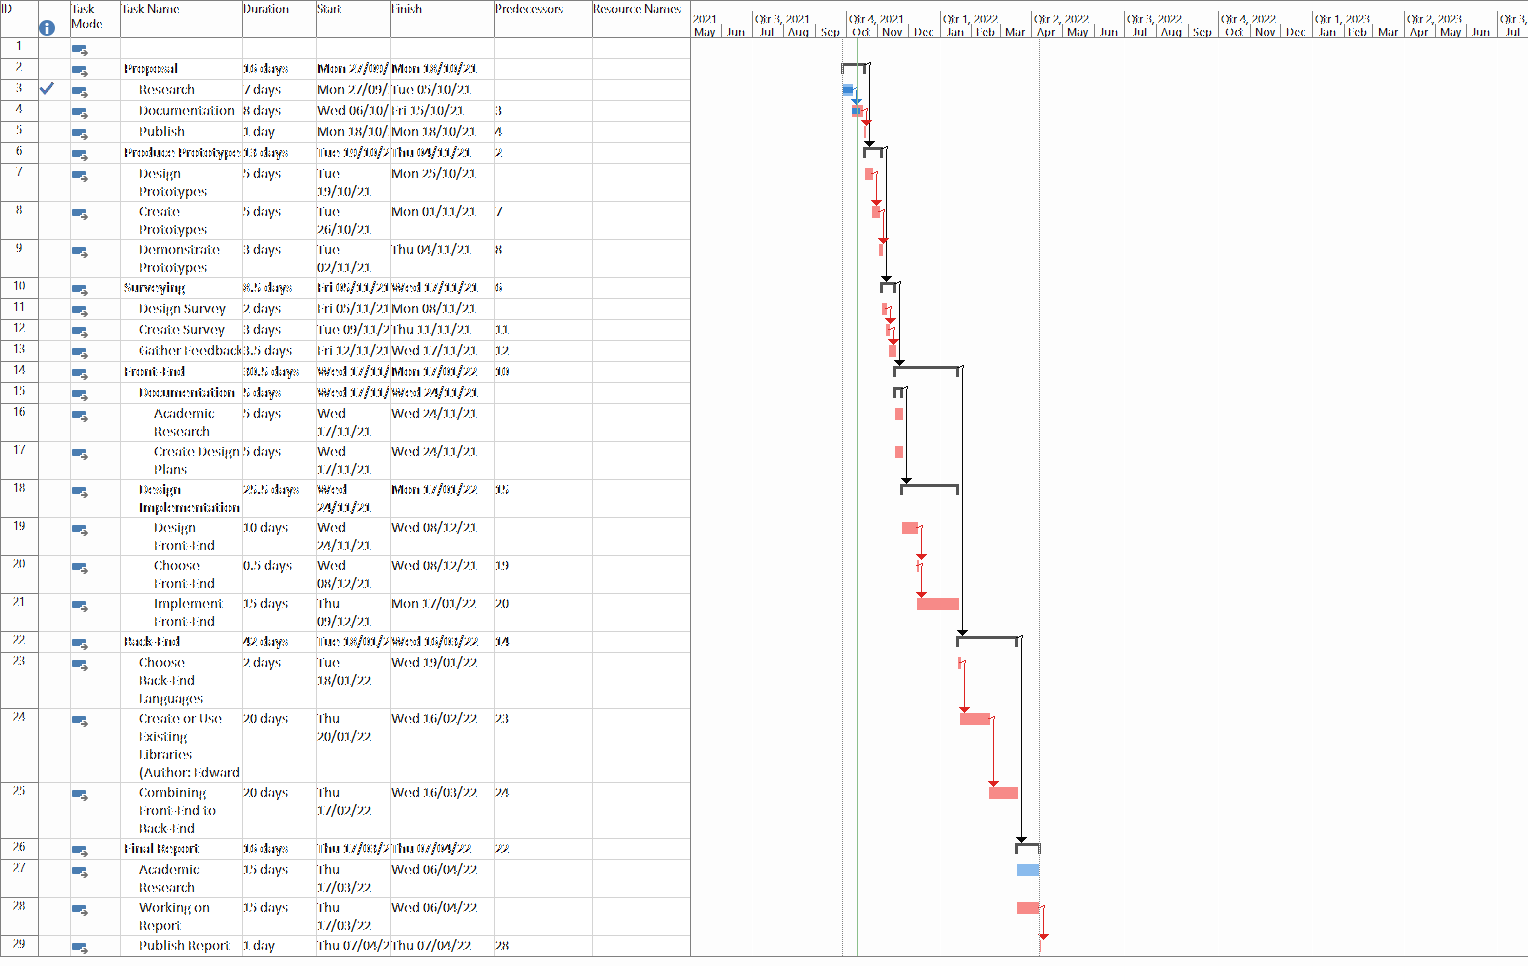 ID Task Mode Task Name Duration Start Finish Predecessors Resource Names
2021 Qtr 3, 2021 Qtr 4, 2021 Qtr 1, 2022 Qtr 2, 2022 Qtr 3, 2022 Qtr 4, 2022 Qtr 1, 2023 Qtr 2, 2023 Qtr 3,
May Jun Jul Aug Sep Oct Nov Dec Jan Feb Mar Apr May Jun Jul Aug Sep Oct Nov Dec Jan Feb Mar Apr May Jun Jul
1
2 Proposal 16 days Mon 27/09/ Mon 18/10/21
3 Research 7 days Mon 27/09/ Tue 05/10/21
4 Documentation 8 days Wed 06/10/ Fri 15/10/21 3
5 Publish 1 day Mon 18/10/ Mon 18/10/21 4
6 Produce Prototype 13 days Tue 19/10/2 Thu 04/11/21 2
7 Design 5 days Tue Mon 25/10/21
Prototypes 19/10/21
8 Create 5 days Tue Mon 01/11/21 7
Prototypes 26/10/21
9 Demonstrate 3 days Tue Thu 04/11/21 8
Prototypes 02/11/21
10 Surveying 8.5 days Fri 05/11/21 Wed 17/11/21 6
11 Design Survey 2 days Fri 05/11/21 Mon 08/11/21
12 Create Survey 3 days Tue 09/11/2 Thu 11/11/21 11
13 Gather Feedback 3.5 days Fri 12/11/21 Wed 17/11/21 12
14 Front-End 30.5 days Wed 17/11/ Mon 17/01/22 10
15 Documentation 5 days Wed 17/11/ Wed 24/11/21
16 Academic 5 days Wed Wed 24/11/21
Research 17/11/21
17 Create Design 5 days Wed Wed 24/11/21
Plans 17/11/21
18 Design 25.5 days Wed Mon 17/01/22 15
Implementation 24/11/21
19 Design 10 days Wed Wed 08/12/21
Front-End 24/11/21
20 Choose 0.5 days Wed Wed 08/12/21 19
Front-End 08/12/21
21 Implement 15 days Thu Mon 17/01/22 20
Front-End 09/12/21
22 Back-End 42 days Tue 18/01/2 Wed 16/03/22 14
23 Choose 2 days Tue Wed 19/01/22
Back-End 18/01/22
Languages
24 Create or Use 20 days Thu Wed 16/02/22 23
Existing 20/01/22
Libraries
(Author: Edward
25 Combining 20 days Thu Wed 16/03/22 24
Front-End to 17/02/22
Back-End
26 Final Report 16 days Thu 17/03/2 Thu 07/04/22 22
27 Academic 15 days Thu Wed 06/04/22
Research 17/03/22
28 Working on 15 days Thu Wed 06/04/22
Report 17/03/22
29 Publish Report 1 day Thu 07/04/2 Thu 07/04/22 28